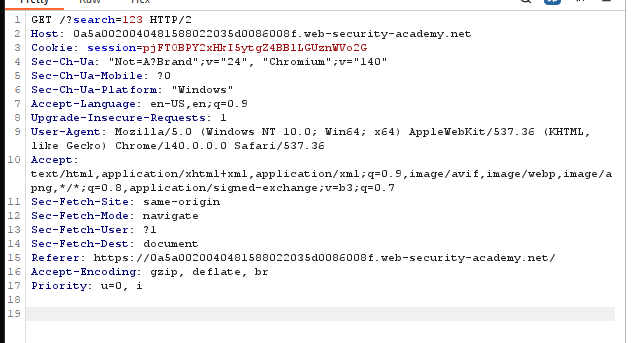 Pretty Raw Hex
1 GET /?search=123 HTTP/2
2 Host: 0a5a0020040481588022035d0086008f.web-security-academy.net
3 Cookie: session=pjFT0BPY2xHkI5ytgZ4BB1LGUznWVo2G
4 Sec-Ch-Ua: "Not=A?Brand";v="24", "Chromium";v="140"
5 Sec-Ch-Ua-Mobile: ?0
6 Sec-Ch-Ua-Platform: "Windows"
7 Accept-Language: en-US,en;q=0.9
8 Upgrade-Insecure-Requests: 1
9 User-Agent: Mozilla/5.0 (Windows NT 10.0; Win64; x64) AppleWebKit/537.36 (KHTML,
like Gecko) Chrome/140.0.0.0 Safari/537.36
10 Accept:
text/html,application/xhtml+xml,application/xml;q=0.9,image/avif,image/webp,image/a
png,*/*;q=0.8,application/signed-exchange;v=b3;q=0.7
11 Sec-Fetch-Site: same-origin
12 Sec-Fetch-Mode: navigate
13 Sec-Fetch-User: ?1
14 Sec-Fetch-Dest: document
15 Referer: https://0a5a0020040481588022035d0086008f.web-security-academy.net/
16 Accept-Encoding: gzip, deflate, br
17 Priority: u=0, i
18
19